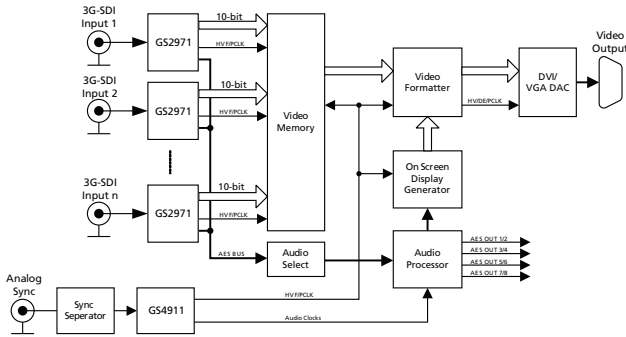 3G-SDI
Input 1
GS2971
10-bit
HVF/PCLK
3G-SDI
Input 2
GS2971
10-bit
HVF/PCLK
3G-SDI
Input n
GS2971
10-bit
HVF/PCLK
AES BUS
Video
Memory
Audio
Select
Video
Formatter
HV/DE/PCLK
DVI/
VGA DAC
Video
Output
On Screen
Display
Generator
Audio
Processor
AES OUT 1/2
AES OUT 3/4
AES OUT 5/6
AES OUT 7/8
Analog
Sync
Sync
Seperator
GS4911
HVF/PCLK
Audio Clocks